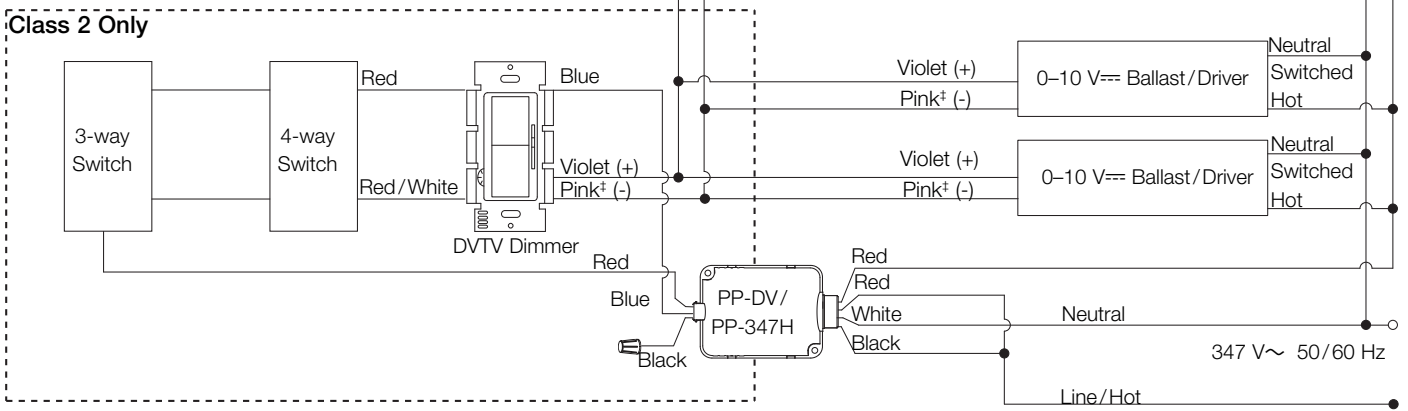 Class 2 Only
3-way
Switch
4-way
Switch
Red
Red/White
DVTV Dimmer
Blue
Violet (+)
Pink‡ (-)
Violet (+)
Pink‡ (-)
0–10 V⎓ Ballast/Driver
Neutral
Switched
Hot
Violet (+)
Pink‡ (-)
0–10 V⎓ Ballast/Driver
Neutral
Switched
Hot
Red
Blue
Black
PP-DV/
PP-347H
Red
Red
White
Neutral
Black
347 V∼ 50/60 Hz
Line/Hot